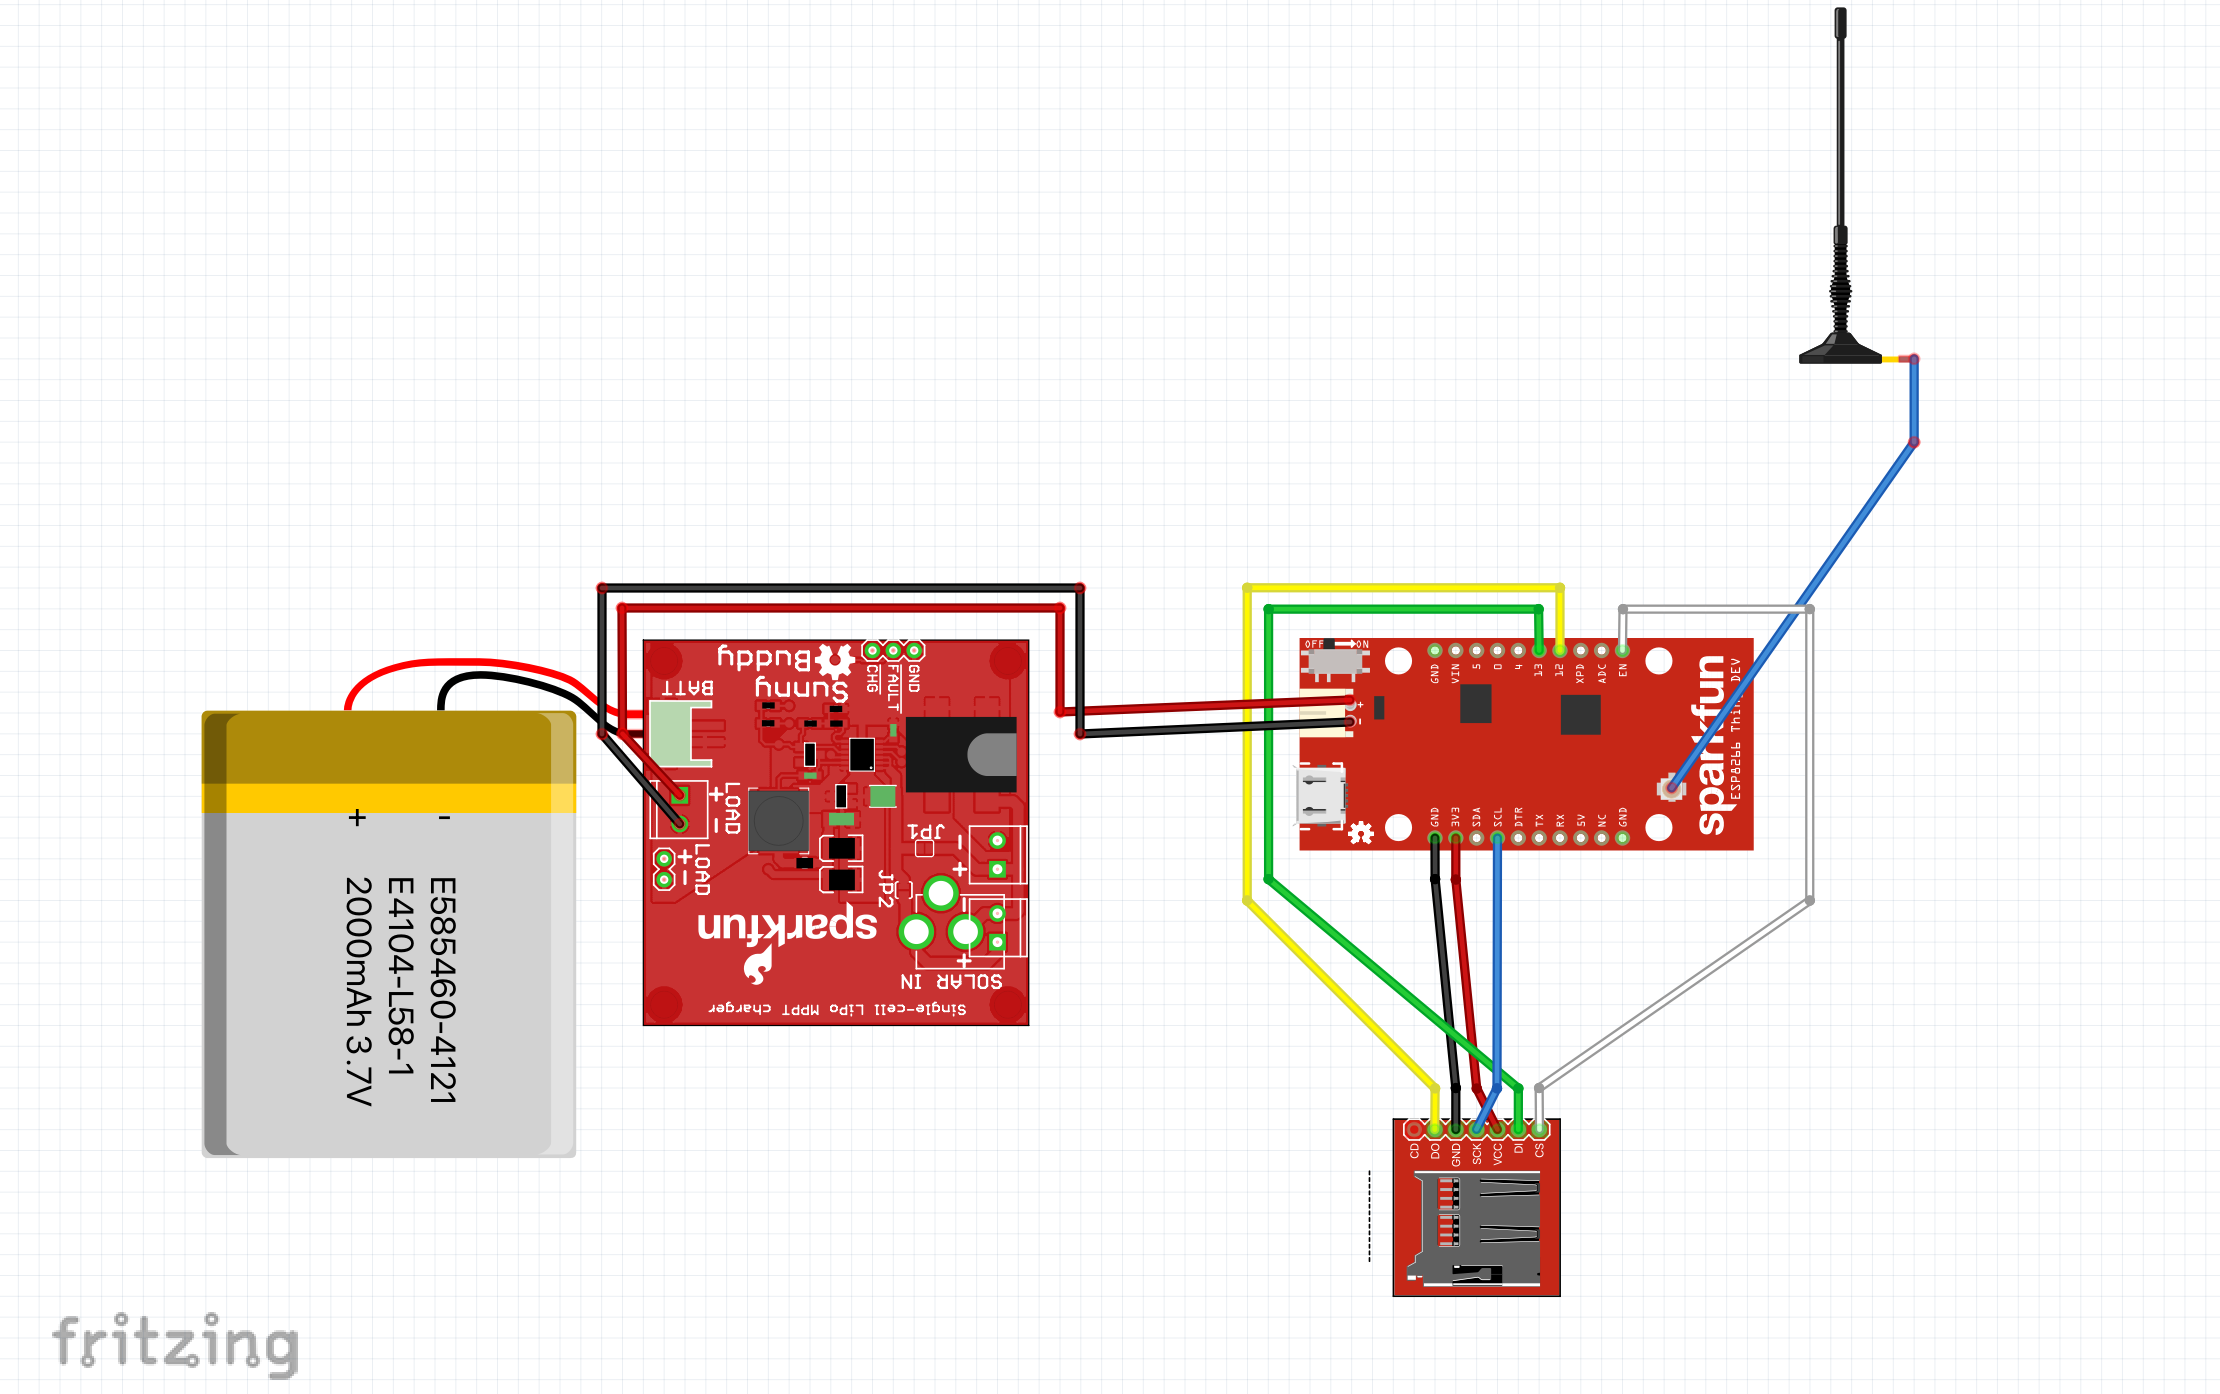 +
-
E585460-4121
E4104-L58-1
2000mAh 3.7V
Sunny
Buddy
BATT
CHG
FAULT
GND
+
-
LOAD
+
-
LOAD
JP1
-
+
JP2
-
+
SOLAR IN
sparkfun
Single-cell LiPo MPPT charger
OFF
ON
+
-
GND
VIN
5
0
4
13
12
XPD
ADC
EN
sparkfun
ESP8266 Thing DEV
GND
3V3
SDA
SCL
DTR
TX
RX
5V
NC
GND
CD
DO
GND
SCK
VCC
DI
CS
fritzing